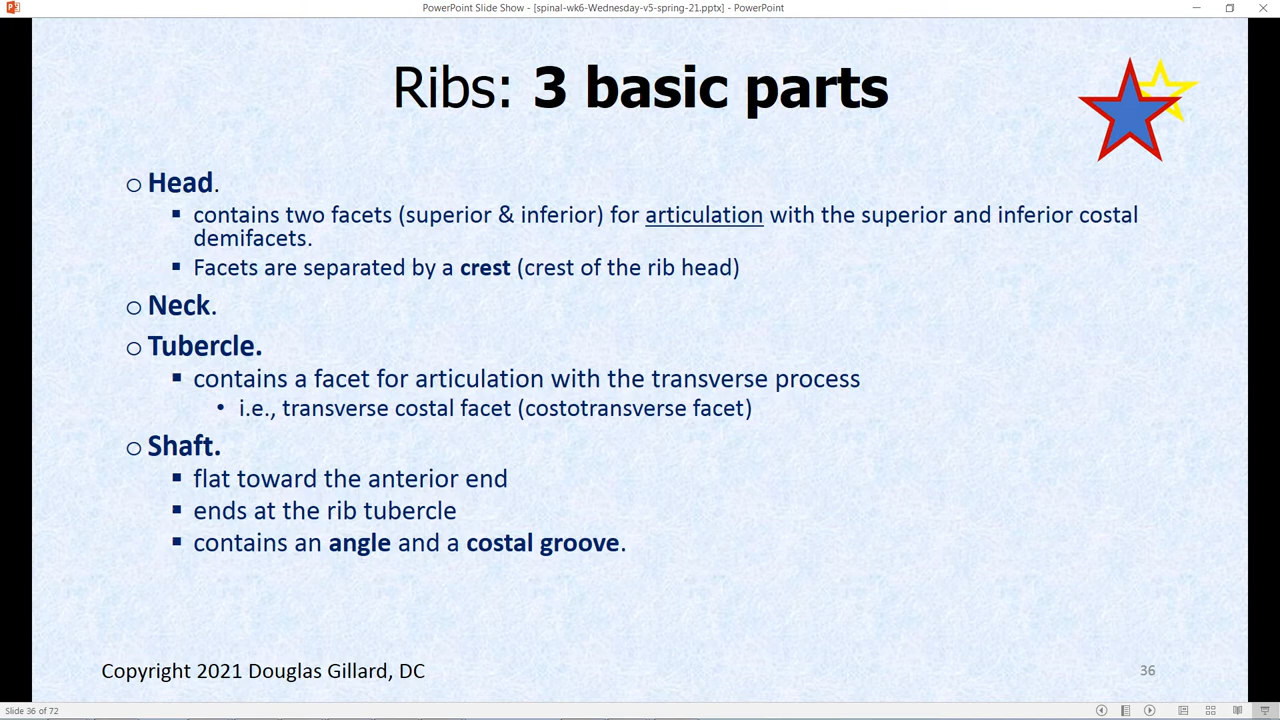 PowerPoint Slide Show - [spinal-wk6-Wednesday-v5-spring-21.pptx] - PowerPoint
Ribs: 3 basic parts
Head.
contains two facets (superior & inferior) for articulation with the superior and inferior costal
demifacets.
Facets are separated by a crest (crest of the rib head)
Neck.
Tubercle.
contains a facet for articulation with the transverse process
i.e., transverse costal facet (costotransverse facet)
Shaft.
flat toward the anterior end
ends at the rib tubercle
contains an angle and a costal groove.
Copyright 2021 Douglas Gillard, DC
36
Slide 36 of 72